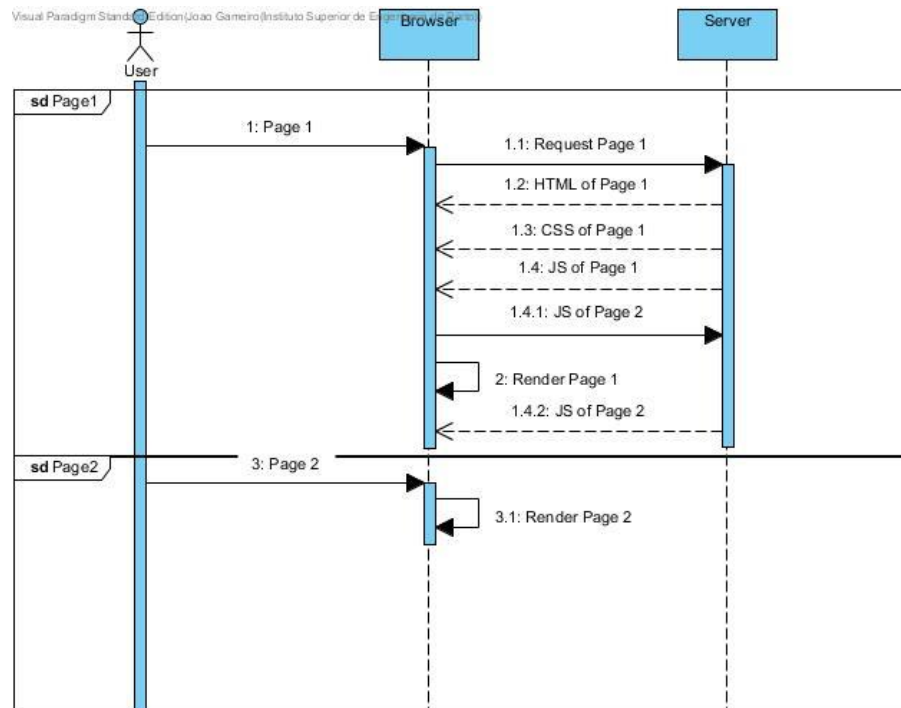 Visual Paradigm Standard Edition(Joao Gameiro(Instituto Superior de Engenharia do Porto))
Browser
Server
User
sd Page1
1: Page 1
1.1: Request Page 1
1.2: HTML of Page 1
1.3: CSS of Page 1
1.4: JS of Page 1
1.4.1: JS of Page 2
2: Render Page 1
1.4.2: JS of Page 2
sd Page2
3: Page 2
3.1: Render Page 2